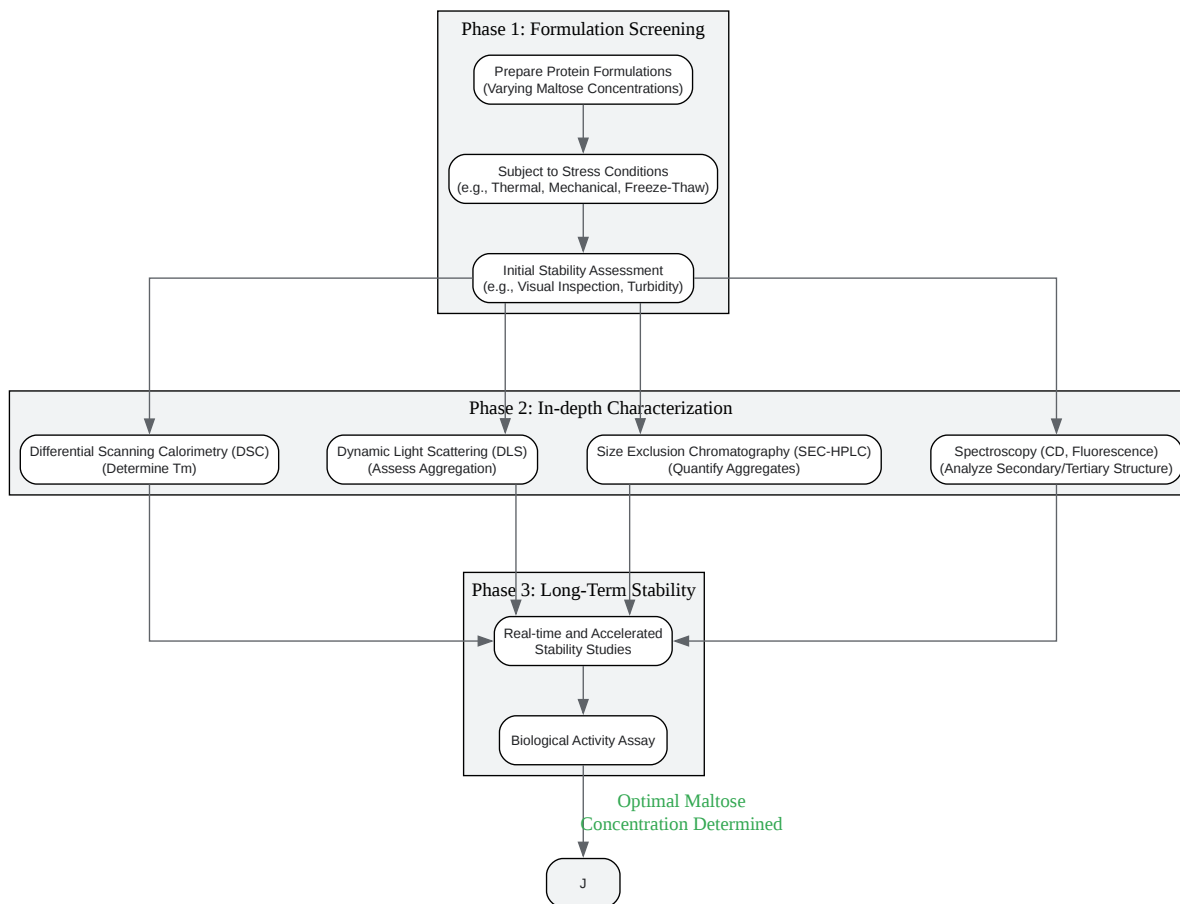 Phase 1: Formulation Screening
Prepare Protein Formulations
(Varying Maltose Concentrations)
Subject to Stress Conditions
(e.g., Thermal, Mechanical, Freeze-Thaw)
Initial Stability Assessment
(e.g., Visual Inspection, Turbidity)
Phase 2: In-depth Characterization
Differential Scanning Calorimetry (DSC)
(Determine Tm)
Dynamic Light Scattering (DLS)
(Assess Aggregation)
Size Exclusion Chromatography (SEC-HPLC)
(Quantify Aggregates)
Spectroscopy (CD, Fluorescence)
(Analyze Secondary/Tertiary Structure)
Phase 3: Long-Term Stability
Real-time and Accelerated
Stability Studies
Biological Activity Assay
Optimal Maltose
Concentration Determined
J